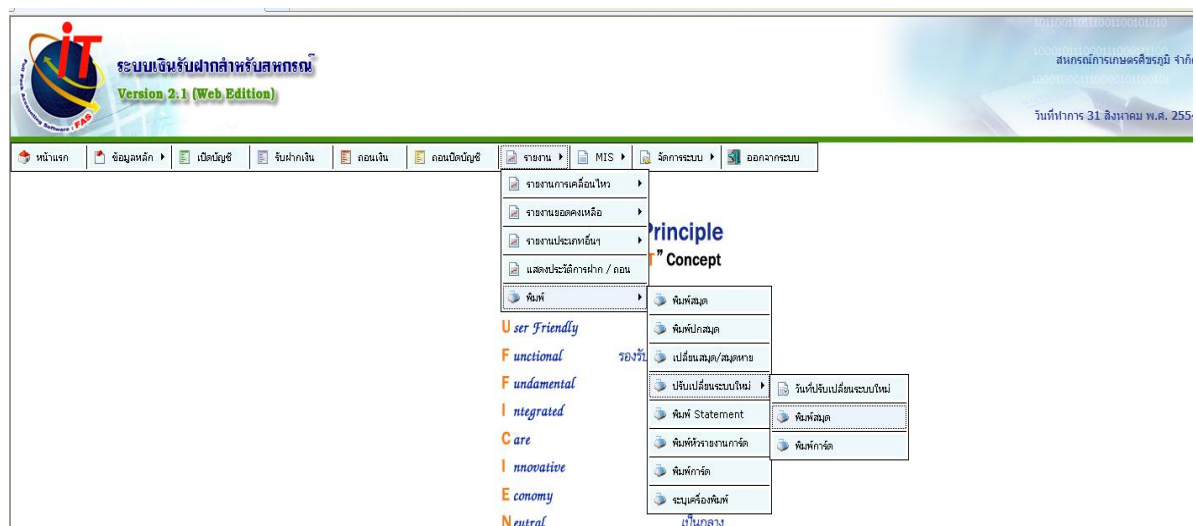 iT
Full Pack Accounting Software : FAS
ระบบเงินรับฝากสำหรับสหกรณ์
Version 2.1 (Web Edition)
สหกรณ์การเกษตรศีขรภูมิ จำกัด
วันที่ทำการ 31 สิงหาคม พ.ศ. 255
หน้าแรก
ข้อมูลหลัก
เปิดบัญชี
รับฝากเงิน
ถอนเงิน
ถอนปิดบัญชี
รายงาน
MIS
จัดการระบบ
ออกจากระบบ
รายงานการเคลื่อนไหว
รายงานยอดคงเหลือ
รายงานประเภทอื่นๆ
แสดงประวัติการฝาก / ถอน
พิมพ์
Principle
T” Concept
พิมพ์สมุด
พิมพ์ปกสมุด
เปลี่ยนสมุด/สมุดหาย
ปรับเปลี่ยนระบบใหม่
พิมพ์ Statement
พิมพ์หัวรายงานการ์ด
พิมพ์การ์ด
ระบุเครื่องพิมพ์
วันที่ปรับเปลี่ยนระบบใหม่
พิมพ์สมุด
พิมพ์การ์ด
User Friendly
Functional รองรับ
Fundamental
Integrated
Care
Innovative
Economy
Neutral เป็นกลาง